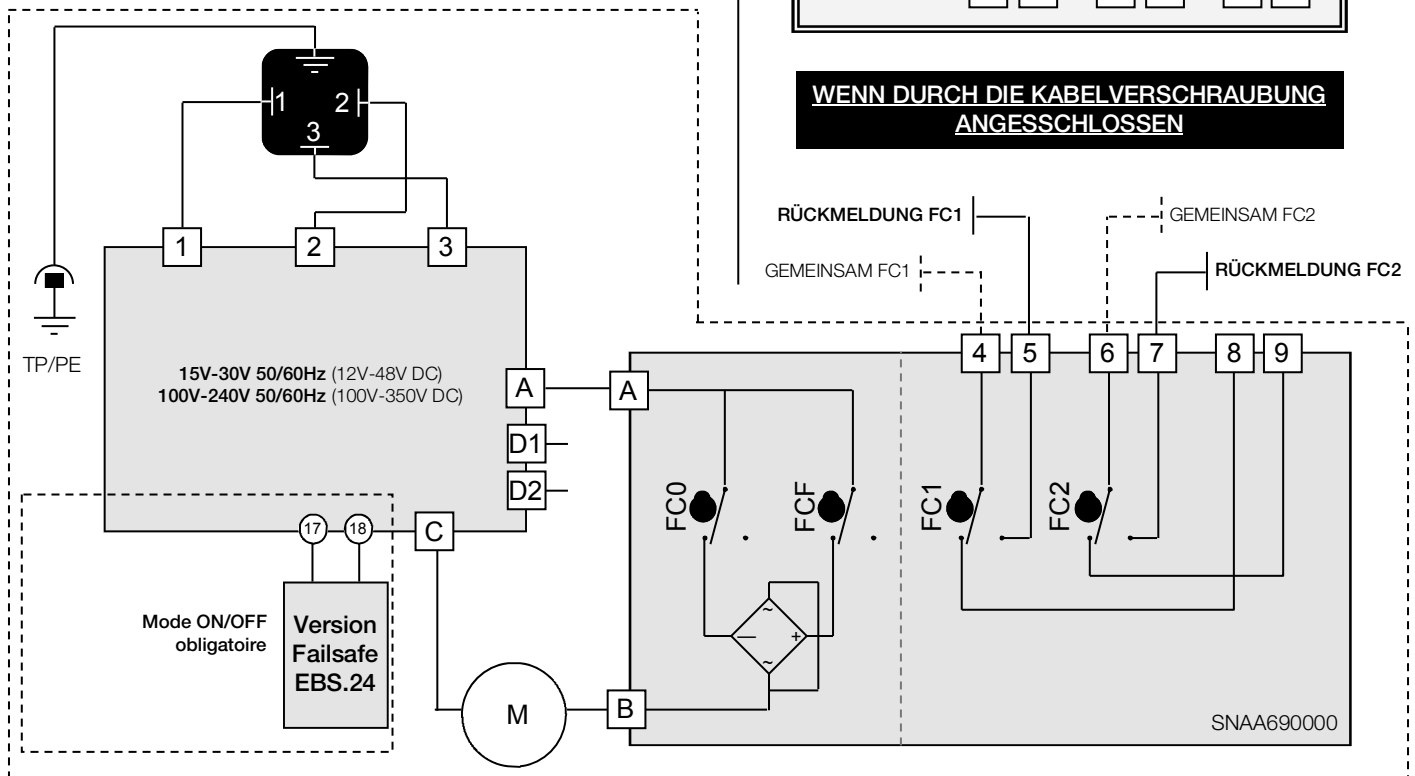 WENN DURCH DIE KABELVERSCHRAUBUNG
ANGESSCHLOSSEN
1
2
3
RÜCKMELDUNG FC1
GEMEINSAM FC2
GEMEINSAM FC1
RÜCKMELDUNG FC2
1
2
3
TP/PE
15V-30V 50/60Hz (12V-48V DC)
100V-240V 50/60Hz (100V-350V DC)
A
D1
D2
A
4
5
6
7
8
9
FC0
FCF
FC1
FC2
17
18
C
Mode ON/OFF
obligatoire
Version
Failsafe
EBS.24
M
B
~
—
+
~
SNAA690000